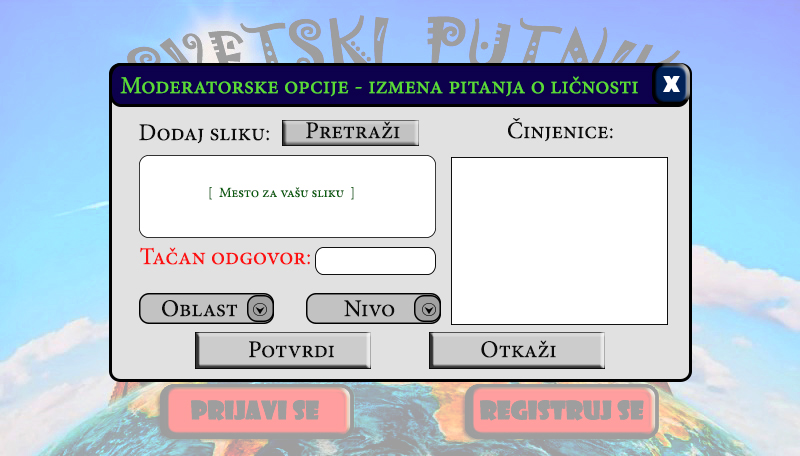 SVETSKI PUTNIK
Moderatorske opcije - izmena pitanja o ličnosti
X
Dodaj sliku: Pretraži
Činjenice:
[ Mesto za vašu sliku ]
Tačan odgovor:
Oblast
Nivo
Potvrdi
Otkaži
PRIJAVI SE
REGISTRUJ SE